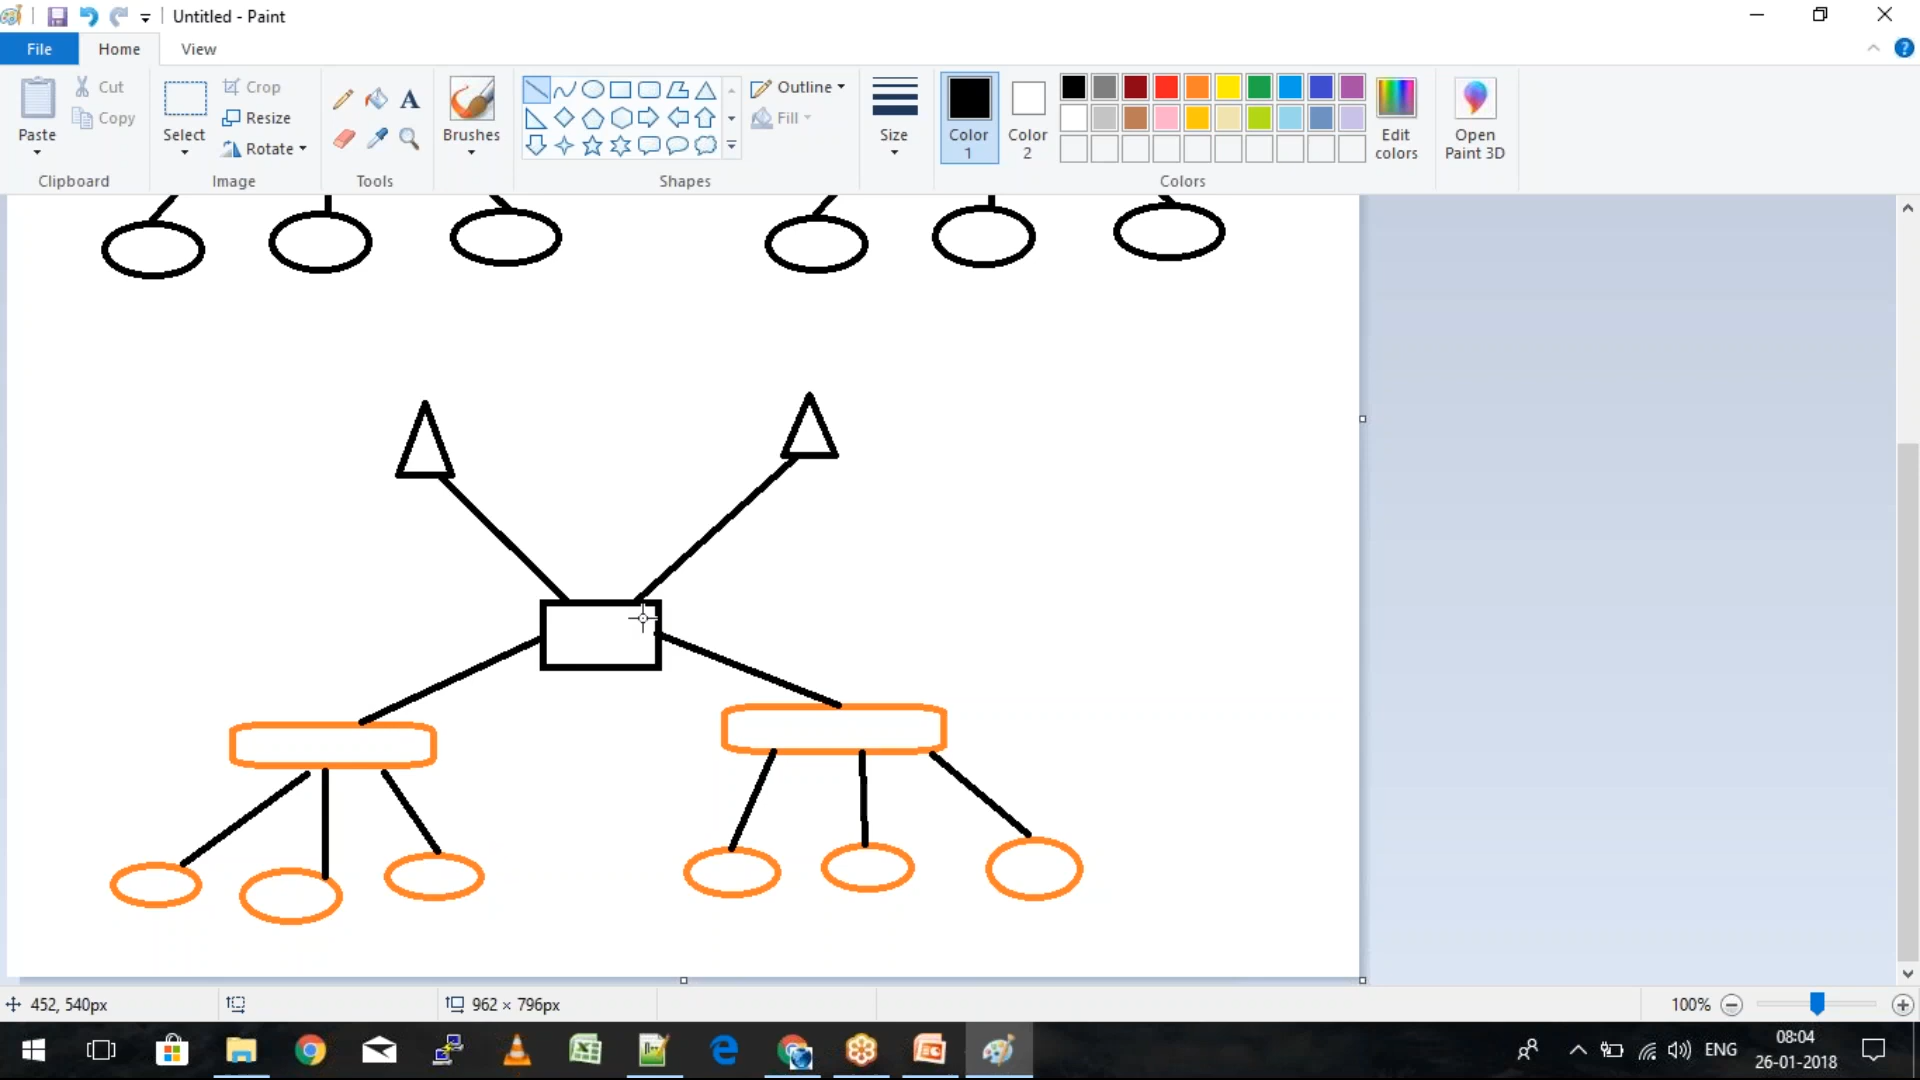 Untitled - Paint
File Home View
Paste
Cut
Copy
Clipboard
Select
Crop
Resize
Rotate
Image
A
Tools
Brushes
Shapes
Outline
Fill
Size
Color 1
Color 2
Edit colors
Open Paint 3D
Colors
452, 540px
962 × 796px
100%
ENG
08:04
26-01-2018